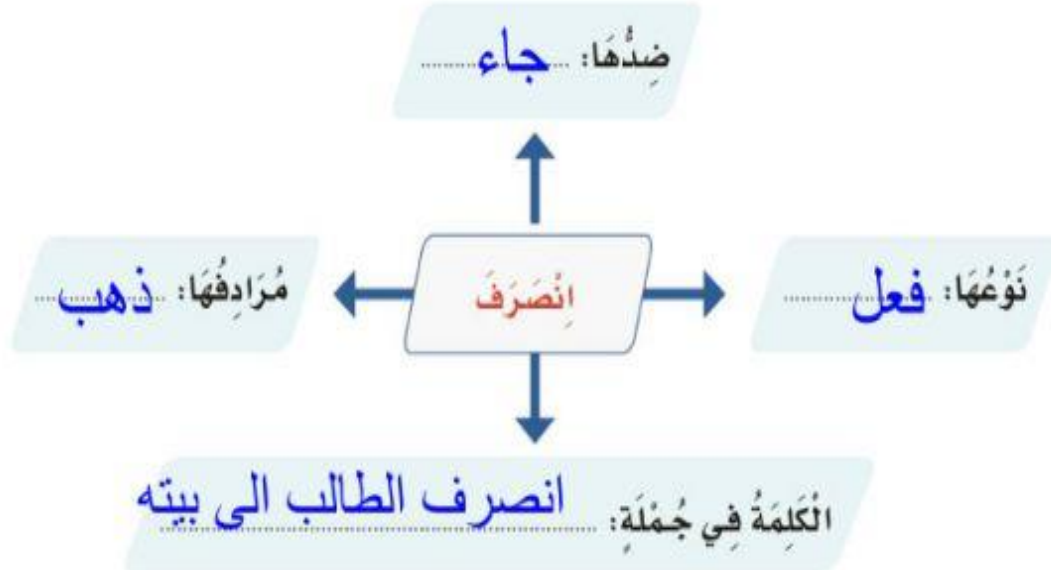 ضِدُّهَا: جاء
نَوْعُهَا: فعل
اِنْصَرَفَ
مُرَادِفُهَا: ذهب
الْكَلِمَةُ فِي جُمْلَةٍ: انصرف الطالب الى بيته